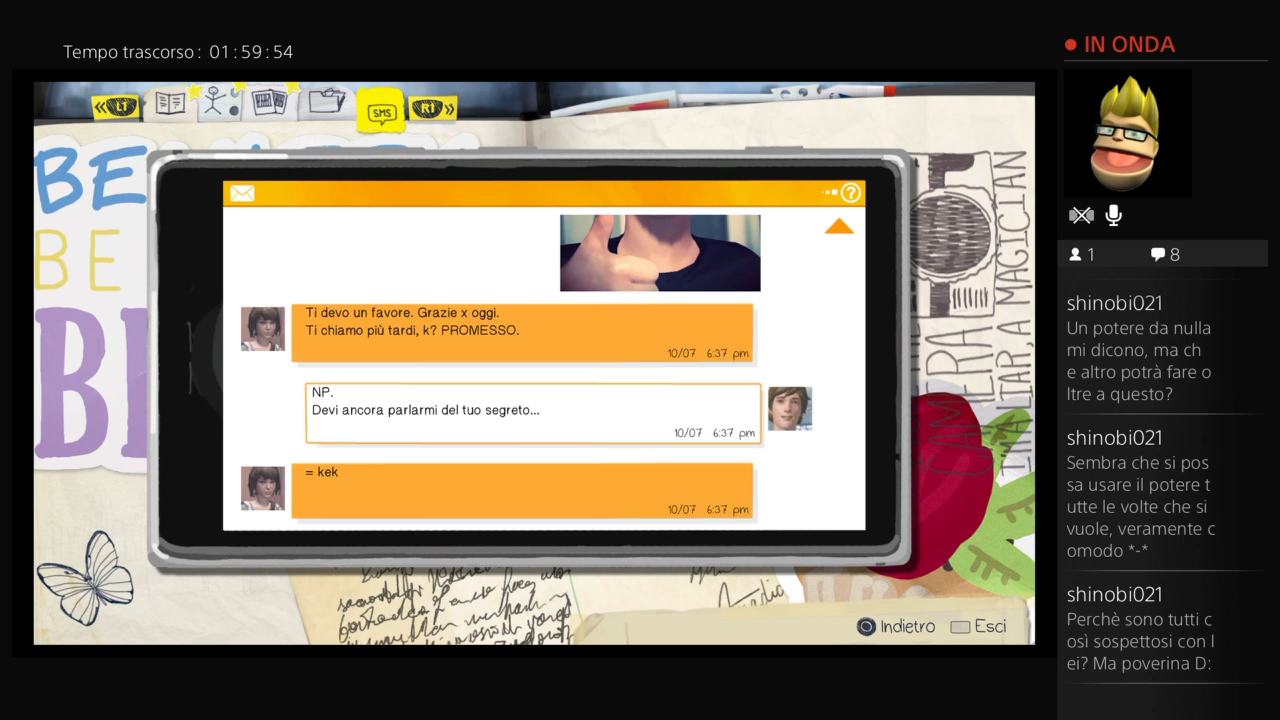 Tempo trascorso: 01:59:54
IN ONDA
SMS
R1
BE
BE
Ti devo un favore. Grazie x oggi.
Ti chiamo più tardi, k? PROMESSO.
10/07 6:37 pm
NP.
Devi ancora parlarmi del tuo segreto...
10/07 6:37 pm
= kek
10/07 6:37 pm
CAMERA
A MAGICIAN
Indietro
Esci
1
8
shinobi021
Un potere da nulla
mi dicono, ma ch
e altro potrà fare o
ltre a questo?
shinobi021
Sembra che si pos
sa usare il potere t
utte le volte che si
vuole, veramente c
omodo *-*
shinobi021
Perchè sono tutti c
osì sospettosi con l
ei? Ma poverina D: